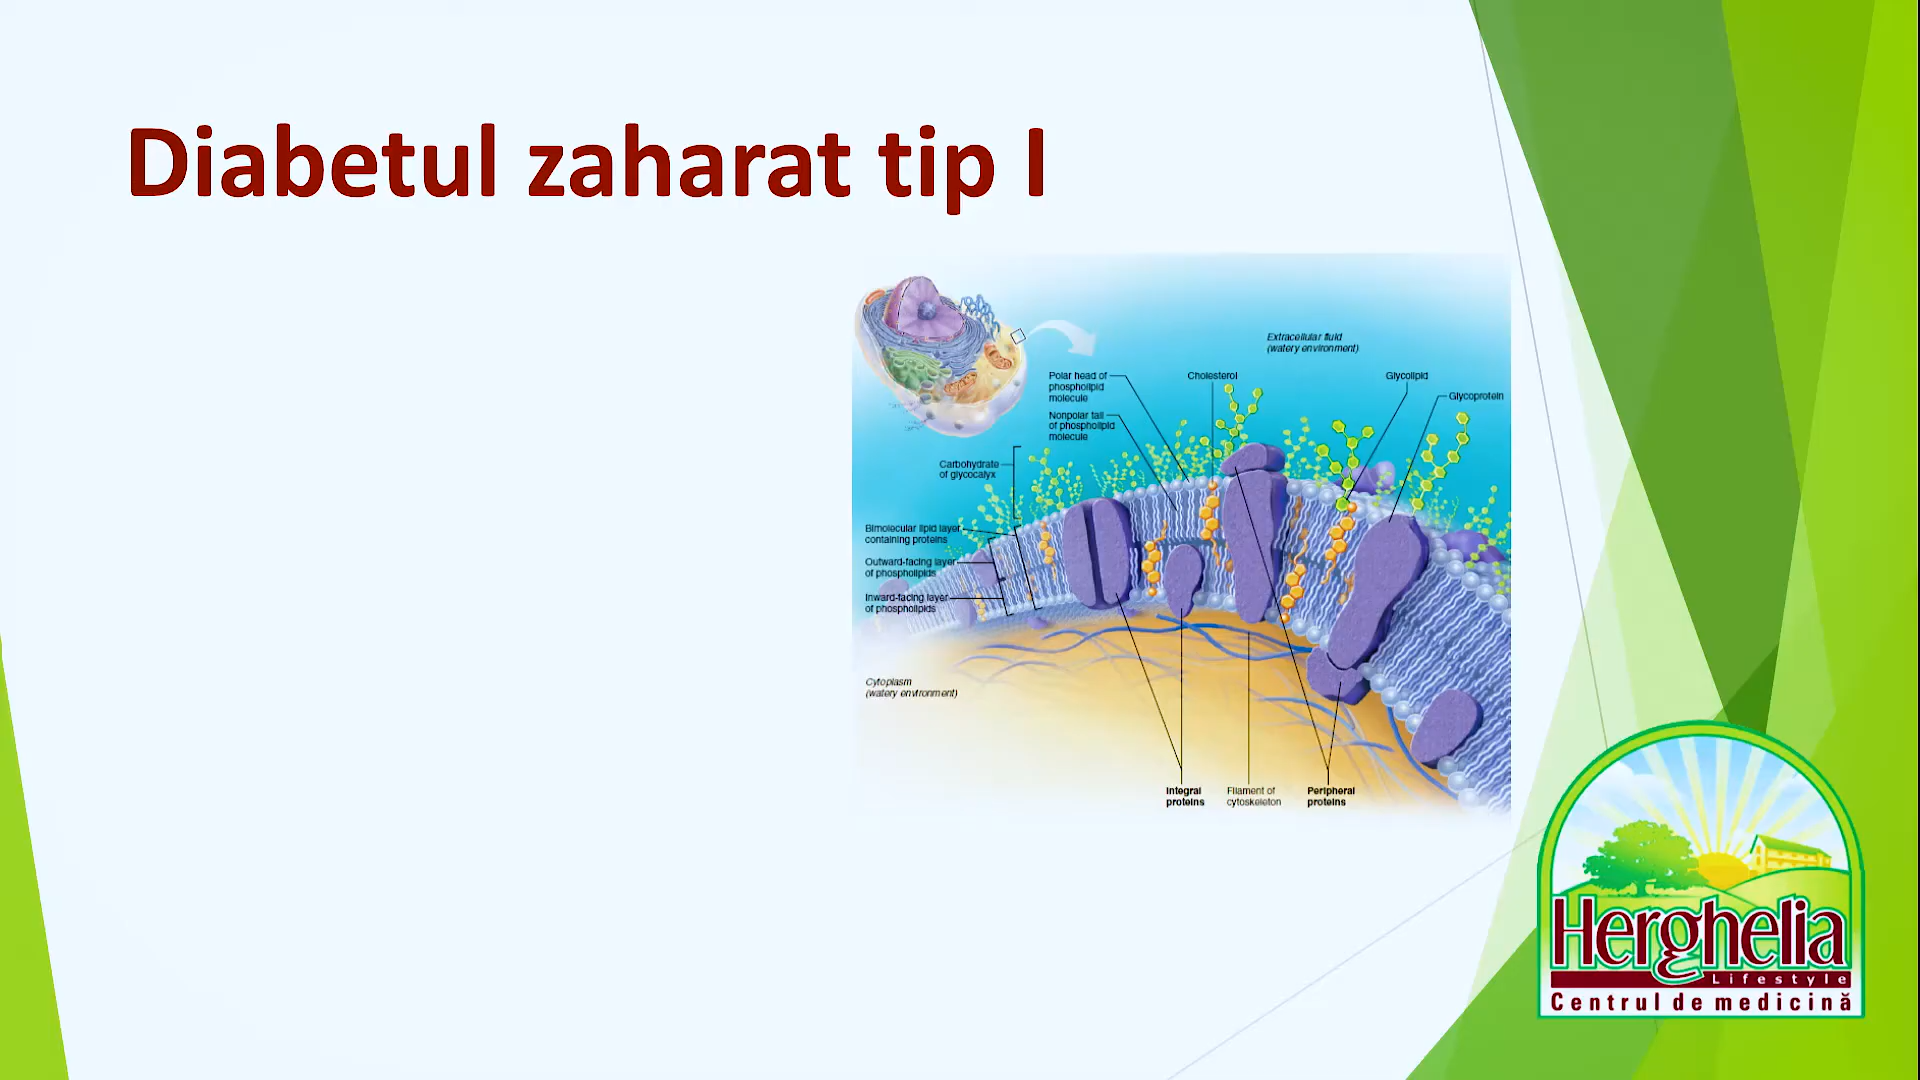 Diabetul zaharat tip I
Extracellular fluid
(watery environment)
Polar head of
phospholipid
molecule
Cholesterol
Glycolipid
Glycoprotein
Nonpolar tail
of phospholipid
molecule
Carbohydrate
of glycocalyx
Bimolecular lipid layer
containing proteins
Outward-facing layer
of phospholipids
Inward-facing layer
of phospholipids
Cytoplasm
(watery environment)
Integral
proteins
Filament of
cytoskeleton
Peripheral
proteins
Herghelia
Lifestyle
Centrul de medicină